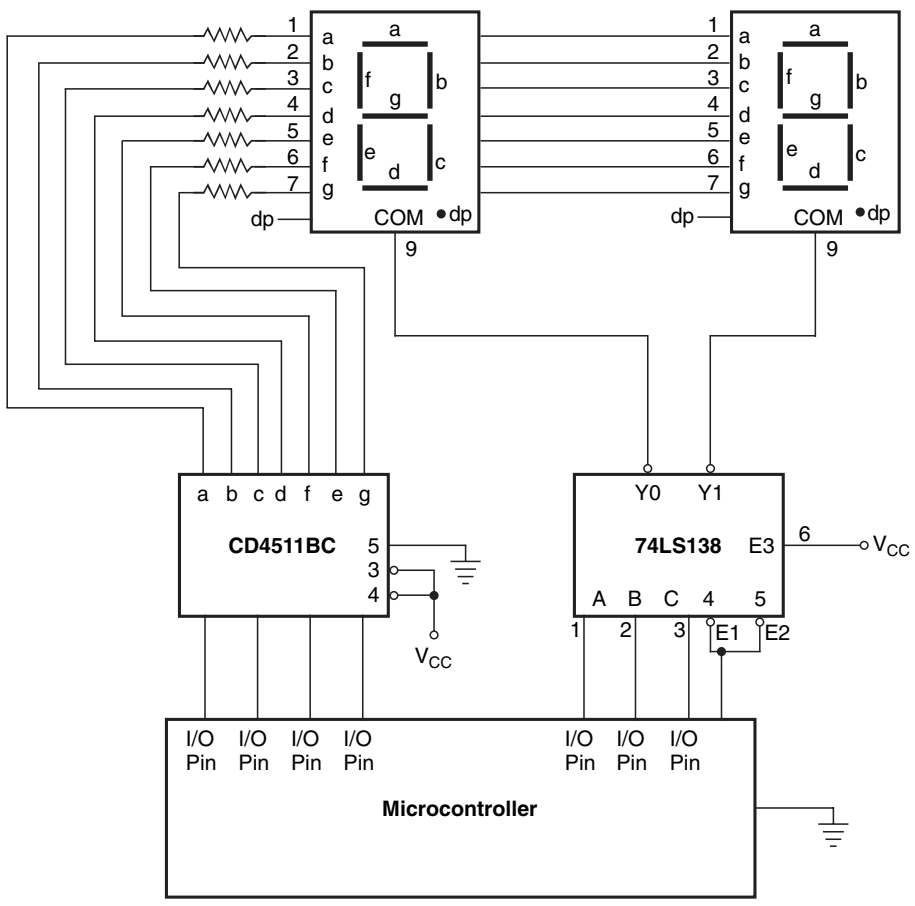 1 a
2 b
3 c
4 d
5 e
6 f
7 g
dp
a
f b
g
e c
d
COM dp
9
1 a
2 b
3 c
4 d
5 e
6 f
7 g
dp
a
f b
g
e c
d
COM dp
9
a b c d f e g
CD4511BC
5
3
4
VCC
Y0 Y1
74LS138 E3 6 VCC
A B C 4 5
1 2 3 E1 E2
I/O Pin
I/O Pin
I/O Pin
I/O Pin
I/O Pin
I/O Pin
I/O Pin
Microcontroller